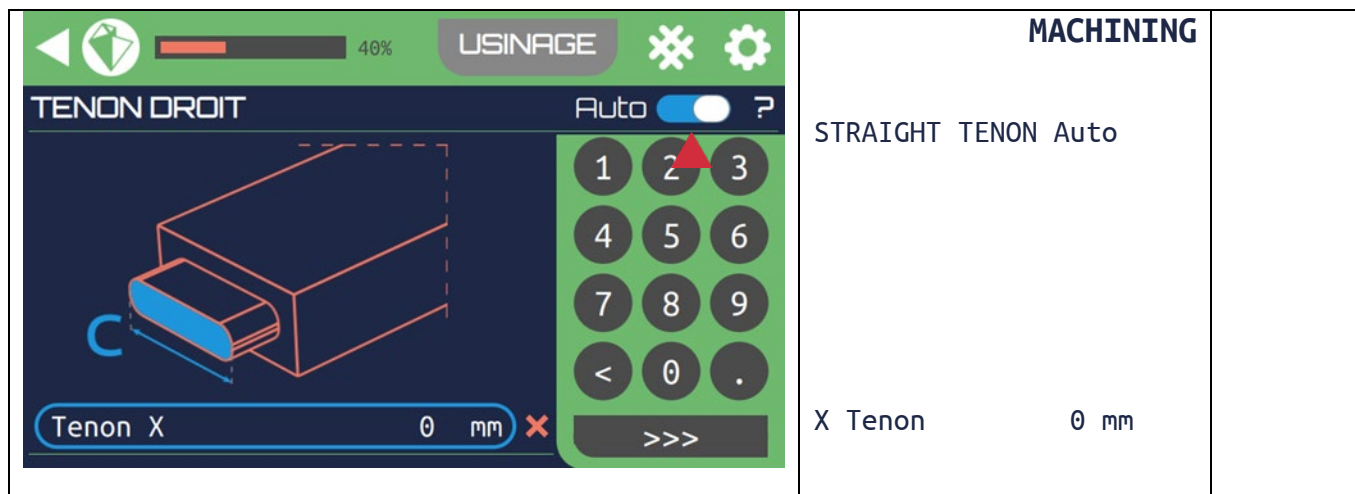 40%
USINAGE
TENON DROIT
Auto
?
1 2 3
4 5 6
7 8 9
< 0 .
>>>
C
Tenon X 0 mm
MACHINING
STRAIGHT TENON Auto
X Tenon 0 mm